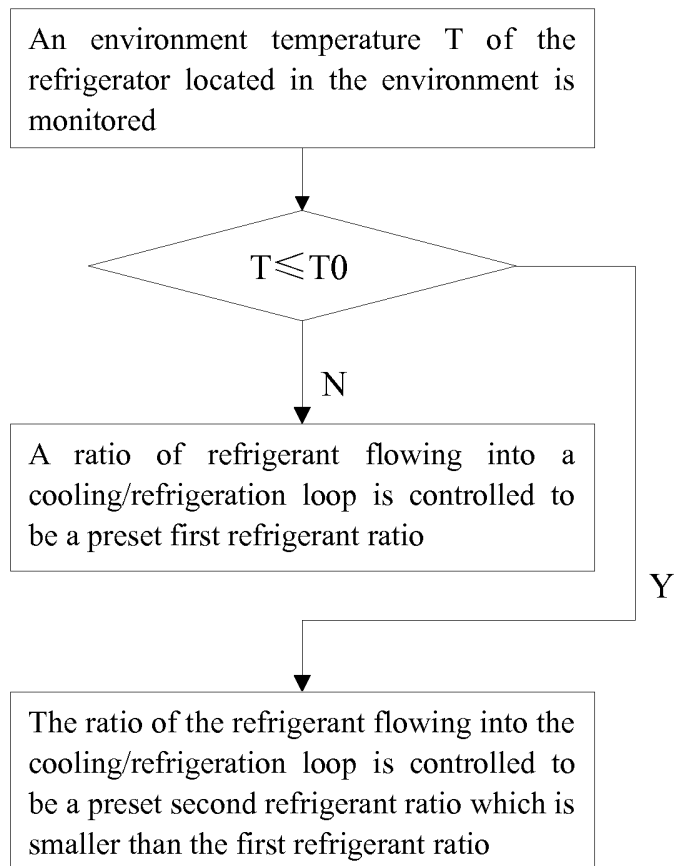 An environment temperature T of the
refrigerator located in the environment is
monitored
T≤T0
N
A ratio of refrigerant flowing into a
cooling/refrigeration loop is controlled to
be a preset first refrigerant ratio
Y
The ratio of the refrigerant flowing into the
cooling/refrigeration loop is controlled to
be a preset second refrigerant ratio which is
smaller than the first refrigerant ratio